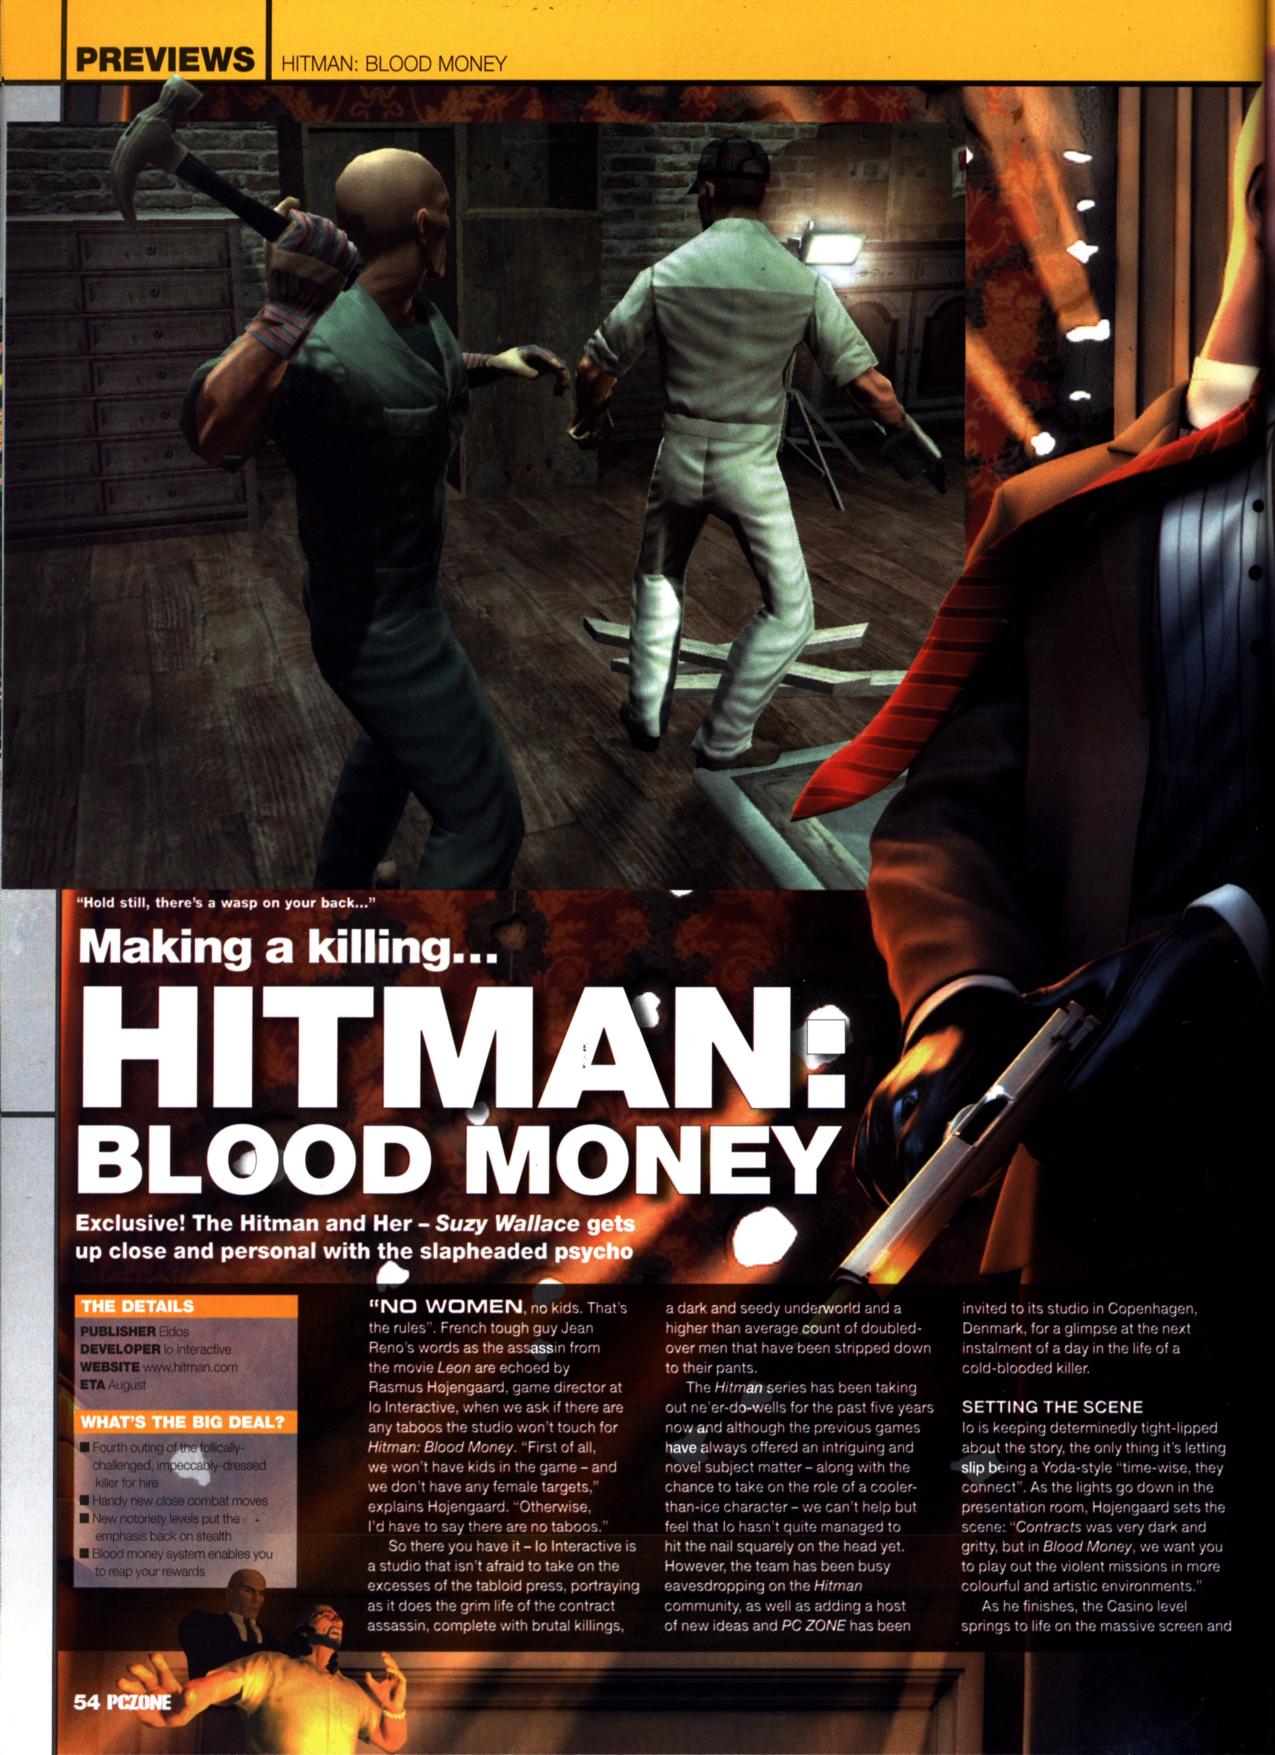 PREVIEWS
HITMAN: BLOOD MONEY
"Hold still, there's a wasp on your back..."
Making a killing...
HITMAN:
BLOOD MONEY
Exclusive! The Hitman and Her – Suzy Wallace gets
up close and personal with the slapheaded psycho
THE DETAILS
PUBLISHER Eidos
DEVELOPER Io Interactive
WEBSITE www.hitman.com
ETA August
WHAT'S THE BIG DEAL?
■ Fourth outing of the follically-
challenged, impeccably-dressed
killer for hire
■ Handy new close combat moves
■ New notoriety levels put the
emphasis back on stealth
■ Blood money system enables you
to reap your rewards
"NO WOMEN, no kids. That's
the rules". French tough guy Jean
Reno's words as the assassin from
the movie Leon are echoed by
Rasmus Højengaard, game director at
Io Interactive, when we ask if there are
any taboos the studio won't touch for
Hitman: Blood Money. "First of all,
we won't have kids in the game – and
we don't have any female targets,"
explains Højengaard. "Otherwise,
I'd have to say there are no taboos."
So there you have it – Io Interactive is
a studio that isn't afraid to take on the
excesses of the tabloid press, portraying
as it does the grim life of the contract
assassin, complete with brutal killings,
a dark and seedy underworld and a
higher than average count of doubled-
over men that have been stripped down
to their pants.
The Hitman series has been taking
out ne'er-do-wells for the past five years
now and although the previous games
have always offered an intriguing and
novel subject matter – along with the
chance to take on the role of a cooler-
than-ice character – we can't help but
feel that Io hasn't quite managed to
hit the nail squarely on the head yet.
However, the team has been busy
eavesdropping on the Hitman
community, as well as adding a host
of new ideas and PC ZONE has been
invited to its studio in Copenhagen,
Denmark, for a glimpse at the next
instalment of a day in the life of a
cold-blooded killer.
SETTING THE SCENE
Io is keeping determinedly tight-lipped
about the story, the only thing it's letting
slip being a Yoda-style "time-wise, they
connect". As the lights go down in the
presentation room, Højengaard sets the
scene: "Contracts was very dark and
gritty, but in Blood Money, we want you
to play out the violent missions in more
colourful and artistic environments."
As he finishes, the Casino level
springs to life on the massive screen and
54 PCZONE